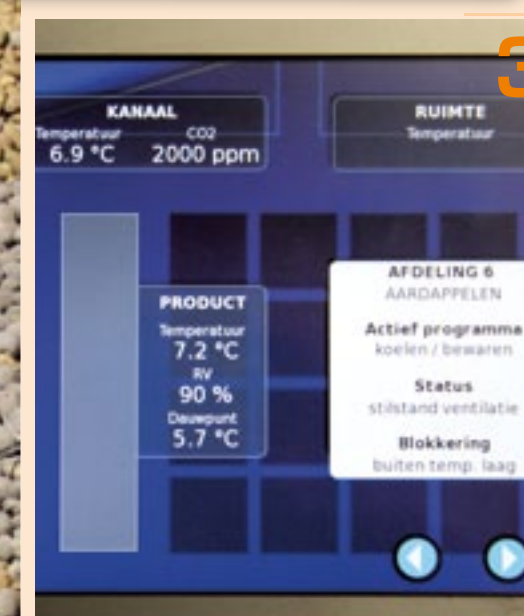 3
KANAAL
Temperatuur CO2
6.9 °C 2000 ppm
RUIMTE
Temperatuur
PRODUCT
Temperatuur
7.2 °C
RV
90 %
Dauwpunt
5.7 °C
AFDELING 6
AARDAPPELEN
Actief programma
koelen / bewaren
Status
stilstand ventilatie
Blokkering
buiten temp. laag